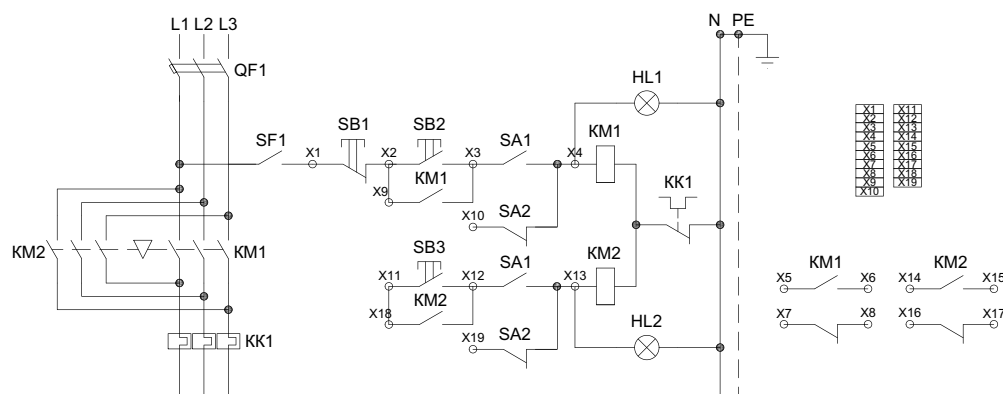 L1 L2 L3
N PE
QF1
HL1
SF1 SB1 SB2 SA1 KM1
X1 X2 X3 X4
KM1
X9
KK1
X10 SA2
KM2 KM1
SB3 SA1 KM2
X11 X12 X13
KM2
X18
X19 SA2
HL2
KK1
X1 X11
X2 X12
X3 X13
X4 X14
X5 X15
X6 X16
X7 X17
X8 X18
X9 X19
X10
KM1 KM2
X5 X6 X14 X15
X7 X8 X16 X17